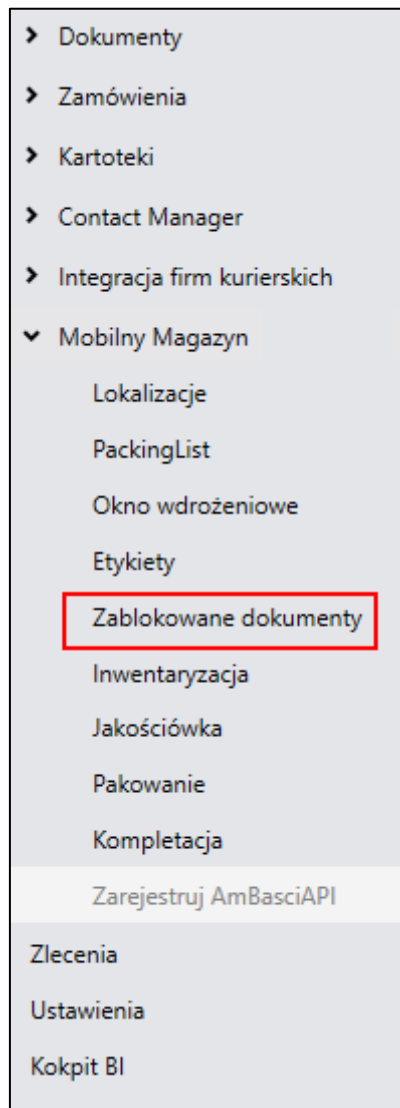 Dokumenty
Zamówienia
Kartoteki
Contact Manager
Integracja firm kurierskich
Mobilny Magazyn
Lokalizacje
PackingList
Okno wdrożeniowe
Etykiety
Zablokowane dokumenty
Inwentaryzacja
Jakościówka
Pakowanie
Kompletacja
Zarejestruj AmBasciAPI
Zlecenia
Ustawienia
Kokpit BI